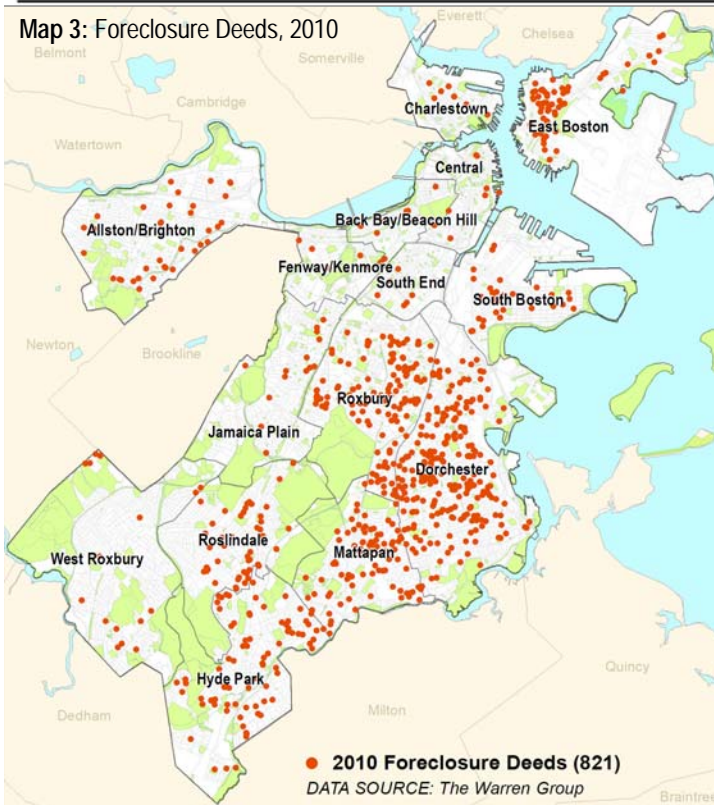 Map 3: Foreclosure Deeds, 2010
Everett
Chelsea
Belmont
Somerville
Cambridge
Charlestown
East Boston
Watertown
Central
Back Bay/Beacon Hill
Allston/Brighton
Fenway/Kenmore
South End
South Boston
Newton
Brookline
Roxbury
Jamaica Plain
Dorchester
Roslindale
Mattapan
West Roxbury
Quincy
Hyde Park
Dedham
Milton
2010 Foreclosure Deeds (821)
DATA SOURCE: The Warren Group
Braintree